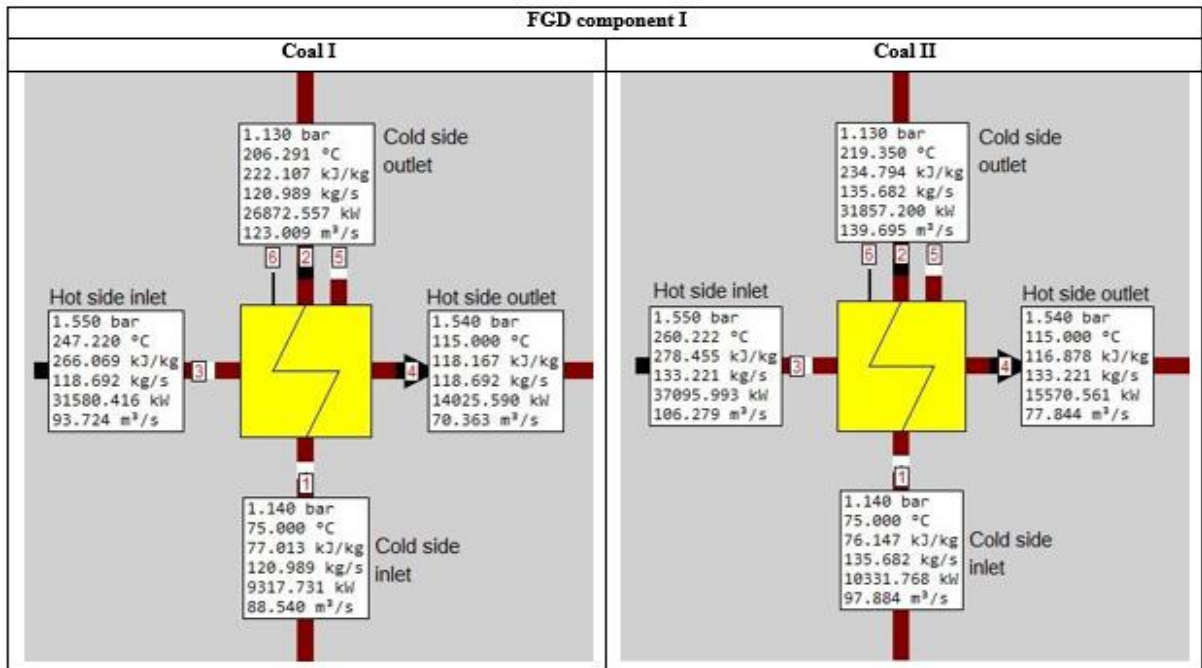 FGD component I
Coal I
Coal II
1.130 bar
206.291 °C
222.107 kJ/kg
120.989 kg/s
26872.557 kW
123.009 m³/s
Cold side
outlet
6
2
5
Hot side inlet
1.550 bar
247.220 °C
266.069 kJ/kg
118.692 kg/s
31580.416 kW
93.724 m³/s
3
Hot side outlet
1.540 bar
115.000 °C
118.167 kJ/kg
118.692 kg/s
14025.590 kW
70.363 m³/s
4
1
1.140 bar
75.000 °C
77.013 kJ/kg
120.989 kg/s
9317.731 kW
88.540 m³/s
Cold side
inlet
1.130 bar
219.350 °C
234.794 kJ/kg
135.682 kg/s
31857.200 kW
139.695 m³/s
Cold side
outlet
6
2
5
Hot side inlet
1.550 bar
260.222 °C
278.455 kJ/kg
133.221 kg/s
37095.993 kW
106.279 m³/s
3
Hot side outlet
1.540 bar
115.000 °C
116.878 kJ/kg
133.221 kg/s
15570.561 kW
77.844 m³/s
4
1
1.140 bar
75.000 °C
76.147 kJ/kg
135.682 kg/s
10331.768 kW
97.884 m³/s
Cold side
inlet